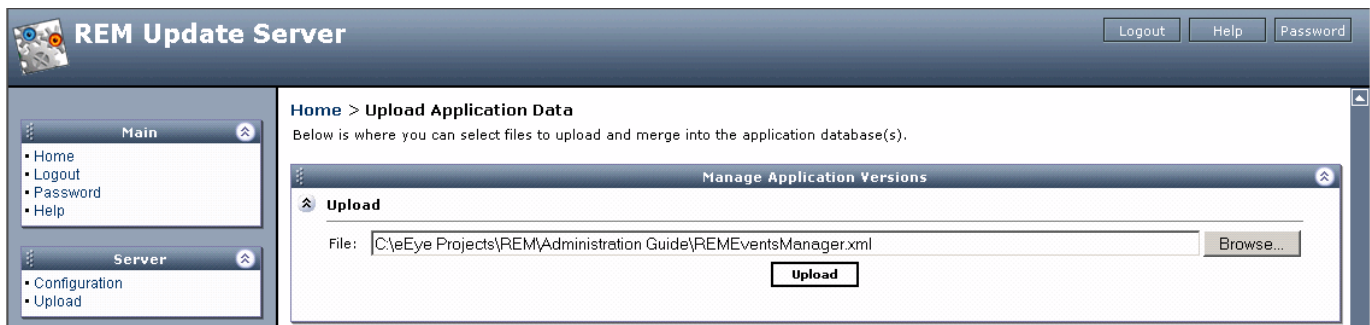 REM Update Server
Logout Help Password
Main
Home
Logout
Password
Help
Server
Configuration
Upload
Home > Upload Application Data
Below is where you can select files to upload and merge into the application database(s).
Manage Application Versions
Upload
File: C:\eEye Projects\REM\Administration Guide\REMEventsManager.xml Browse...
Upload